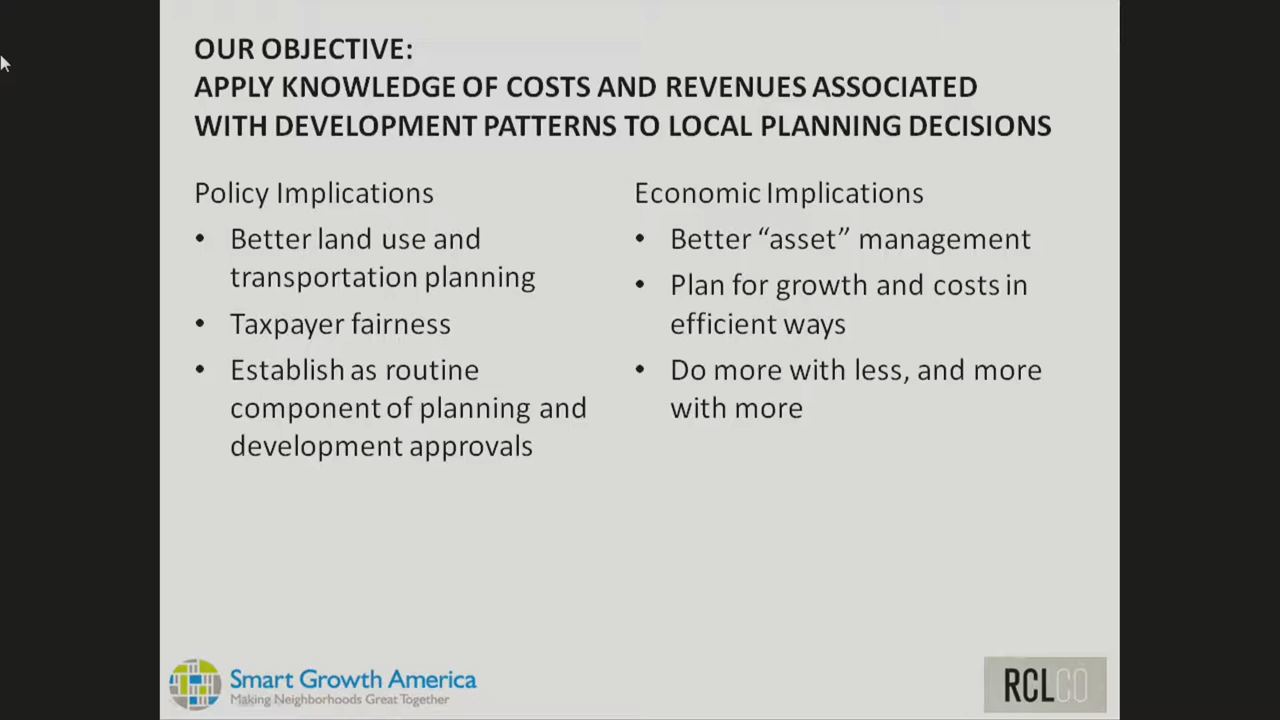 OUR OBJECTIVE:
APPLY KNOWLEDGE OF COSTS AND REVENUES ASSOCIATED
WITH DEVELOPMENT PATTERNS TO LOCAL PLANNING DECISIONS
Policy Implications
• Better land use and
transportation planning
• Taxpayer fairness
• Establish as routine
component of planning and
development approvals
Economic Implications
• Better “asset” management
• Plan for growth and costs in
efficient ways
• Do more with less, and more
with more
Smart Growth America
Making Neighborhoods Great Together
RCLCO